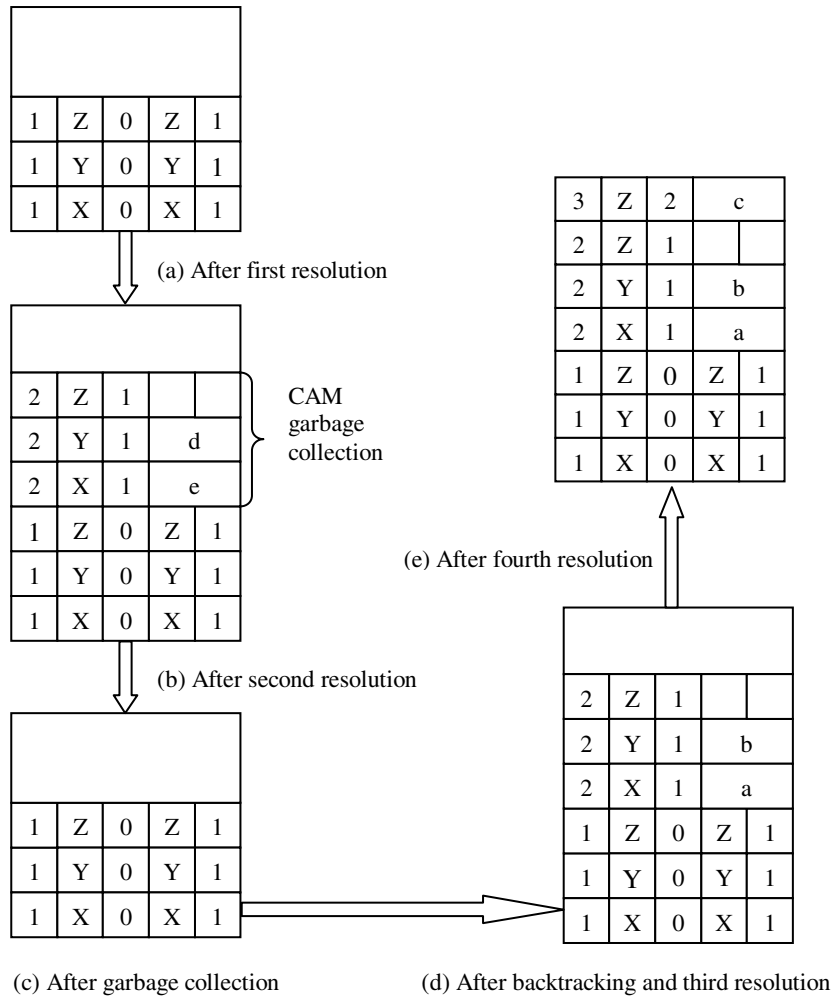 1 Z 0 Z 1
1 Y 0 Y 1
1 X 0 X 1
(a) After first resolution
2 Z 1
2 Y 1 d
2 X 1 e
1 Z 0 Z 1
1 Y 0 Y 1
1 X 0 X 1
CAM
garbage
collection
(b) After second resolution
1 Z 0 Z 1
1 Y 0 Y 1
1 X 0 X 1
(c) After garbage collection
2 Z 1
2 Y 1 b
2 X 1 a
1 Z 0 Z 1
1 Y 0 Y 1
1 X 0 X 1
(d) After backtracking and third resolution
3 Z 2 c
2 Z 1
2 Y 1 b
2 X 1 a
1 Z 0 Z 1
1 Y 0 Y 1
1 X 0 X 1
(e) After fourth resolution